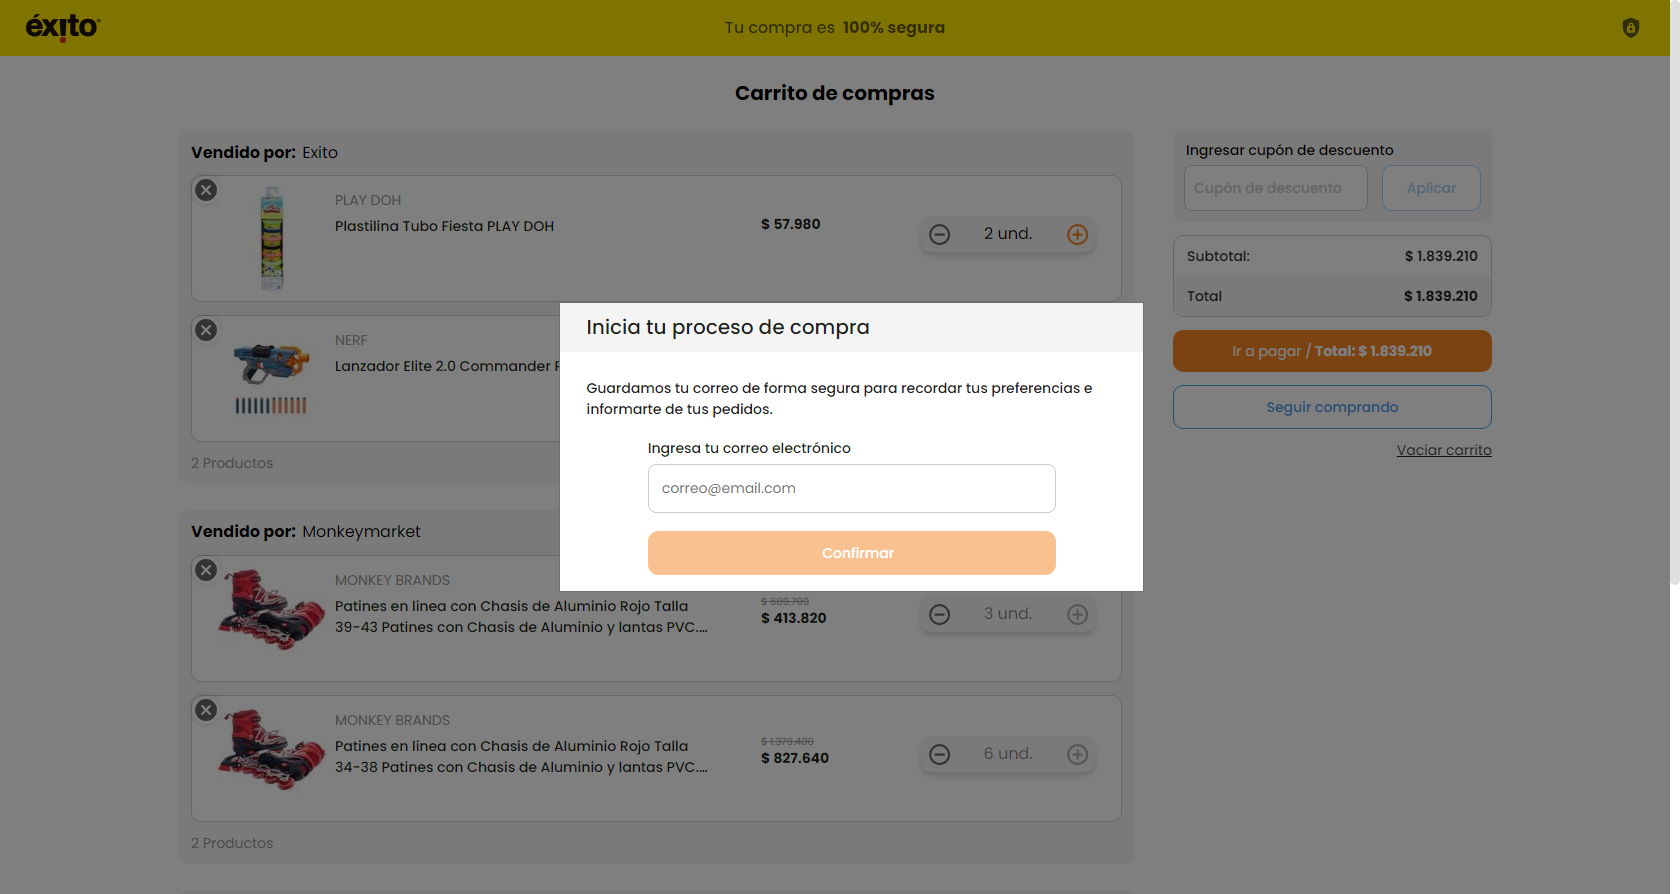 éxito
Tu compra es 100% segura
Carrito de compras
Vendido por: Exito
PLAY DOH
Plastilina Tubo Fiesta PLAY DOH
$ 57.980
2 und.
NERF
Lanzador Elite 2.0 Commander
2 Productos
Vendido por: Monkeymarket
MONKEY BRANDS
Patines en linea con Chasis de Aluminio Rojo Talla
39-43 Patines con Chasis de Aluminio y lantas PVC....
$ 689.700
$ 413.820
3 und.
MONKEY BRANDS
Patines en linea con Chasis de Aluminio Rojo Talla
34-38 Patines con Chasis de Aluminio y lantas PVC....
$ 1.379.400
$ 827.640
6 und.
2 Productos
Ingresar cupón de descuento
Cupón de descuento
Aplicar
Subtotal: $ 1.839.210
Total $ 1.839.210
Ir a pagar / Total: $ 1.839.210
Seguir comprando
Vaciar carrito
Inicia tu proceso de compra
Guardamos tu correo de forma segura para recordar tus preferencias e
informarte de tus pedidos.
Ingresa tu correo electrónico
correo@email.com
Confirmar